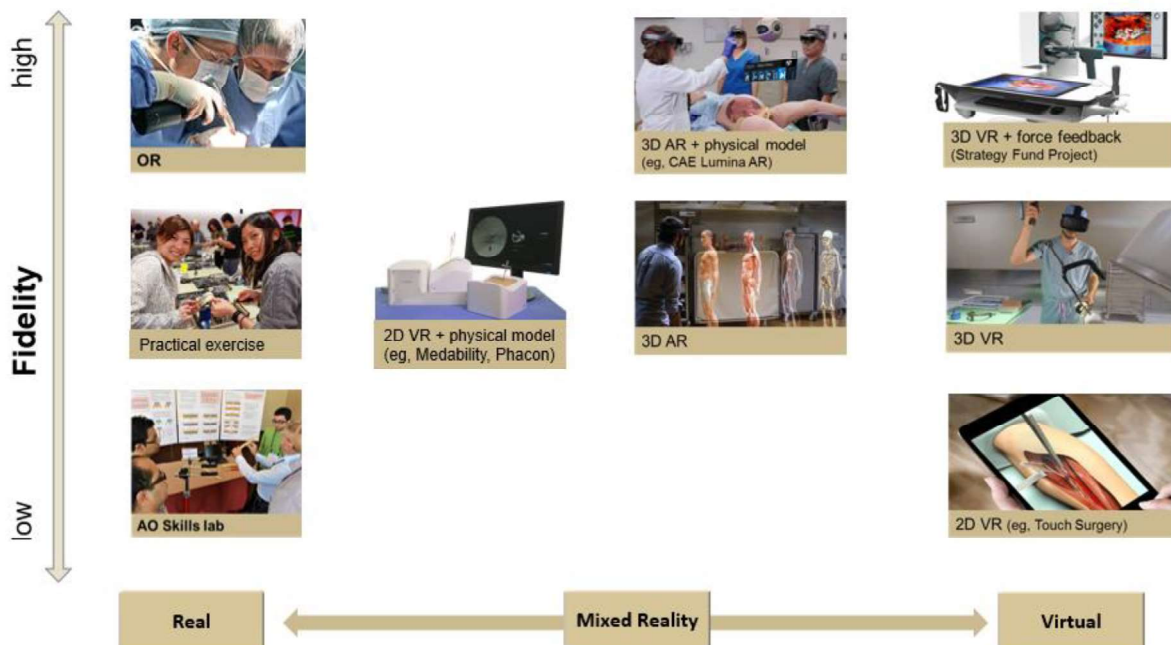 high
Fidelity
low
OR
3D AR + physical model
(eg, CAE Lumina AR)
3D VR + force feedback
(Strategy Fund Project)
Practical exercise
2D VR + physical model
(eg, Medability, Phacon)
3D AR
3D VR
AO Skills lab
2D VR (eg, Touch Surgery)
Real
Mixed Reality
Virtual